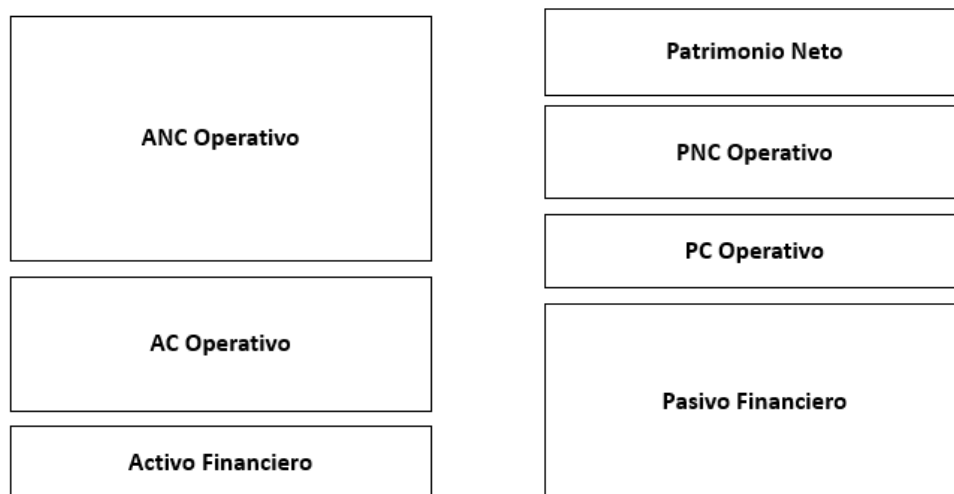 ANC Operativo
AC Operativo
Activo Financiero
Patrimonio Neto
PNC Operativo
PC Operativo
Pasivo Financiero